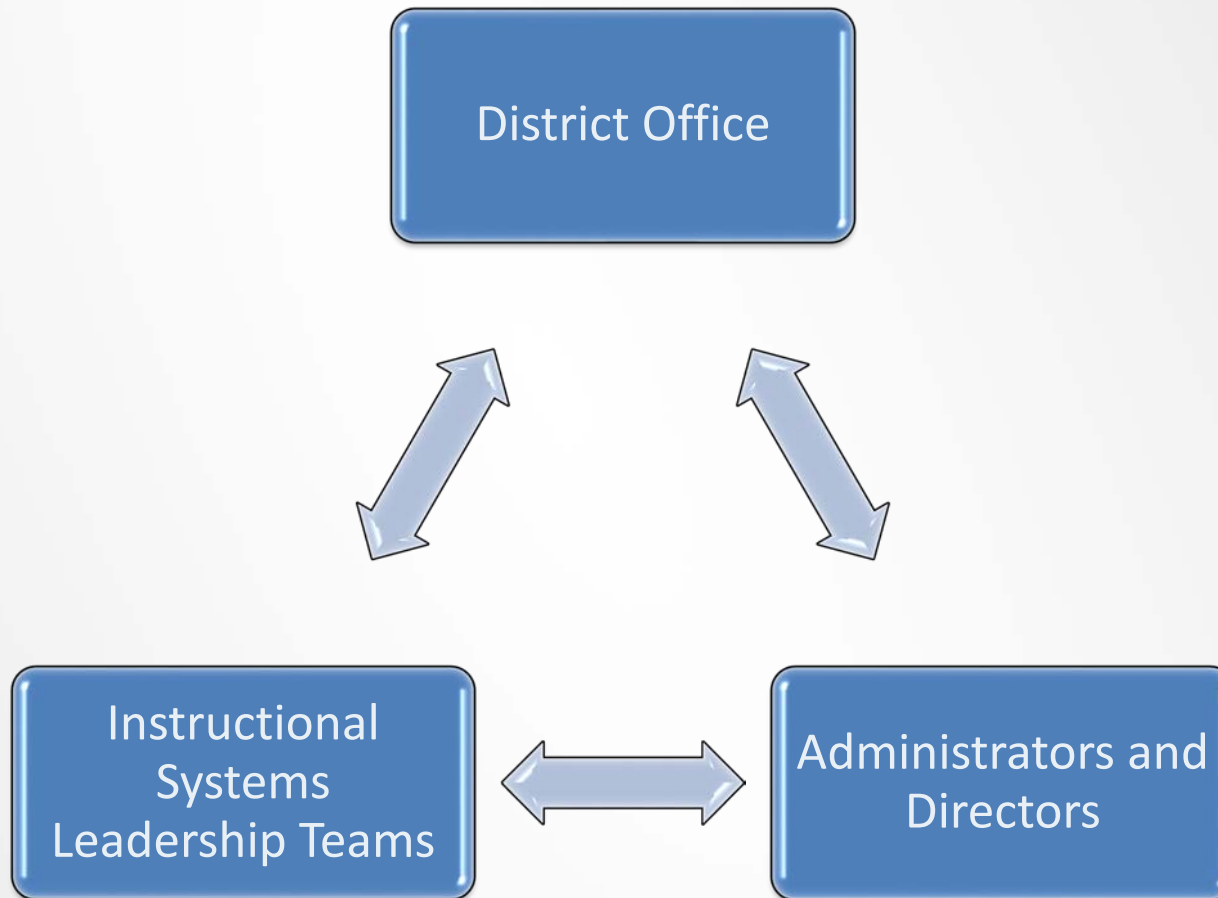 District Office
Instructional
Systems
Leadership Teams
Administrators and
Directors